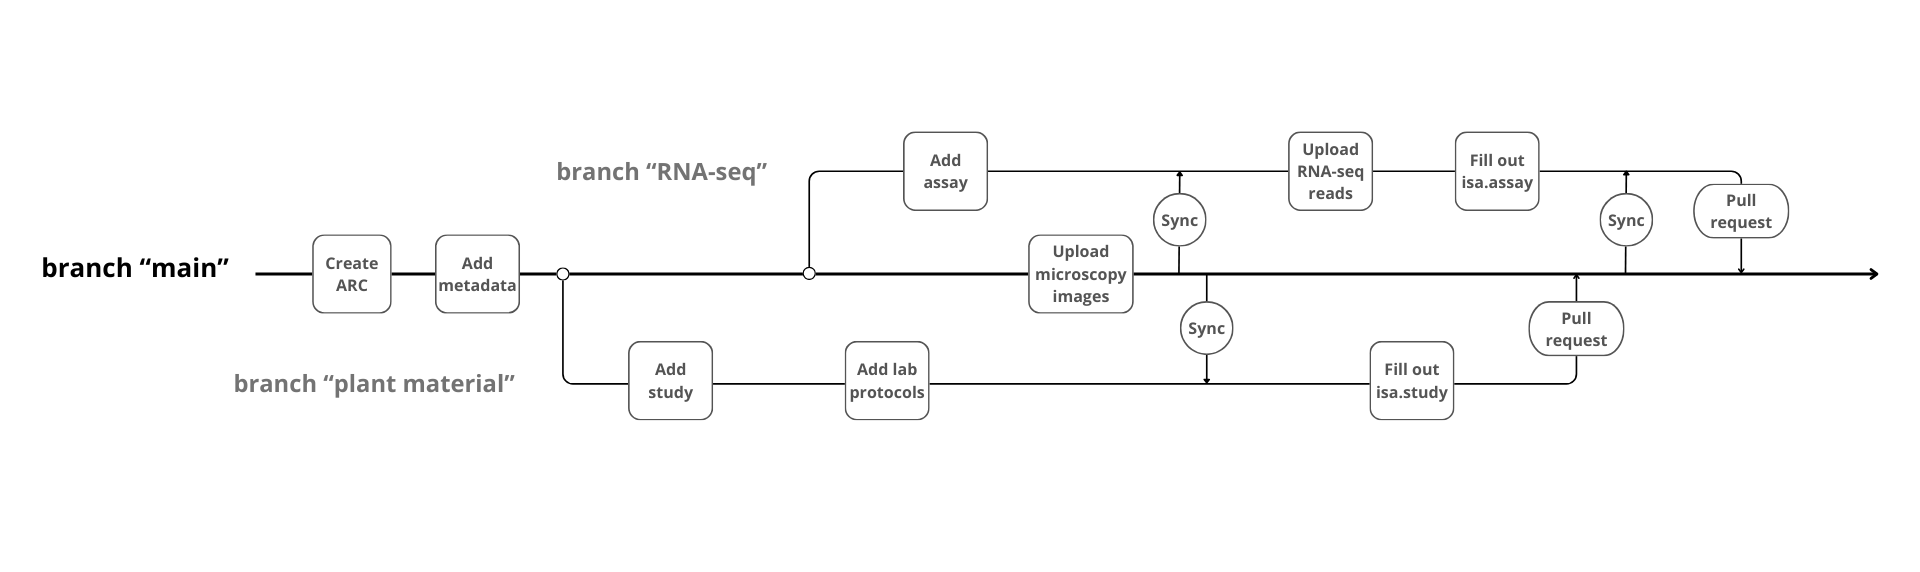 branch “RNA-seq”
Add
assay
Upload
RNA-seq
reads
Fill out
isa.assay
Sync
Sync
Pull
request
branch “main”
Create
ARC
Add
metadata
Upload
microscopy
images
Sync
Pull
request
branch “plant material”
Add
study
Add lab
protocols
Fill out
isa.study